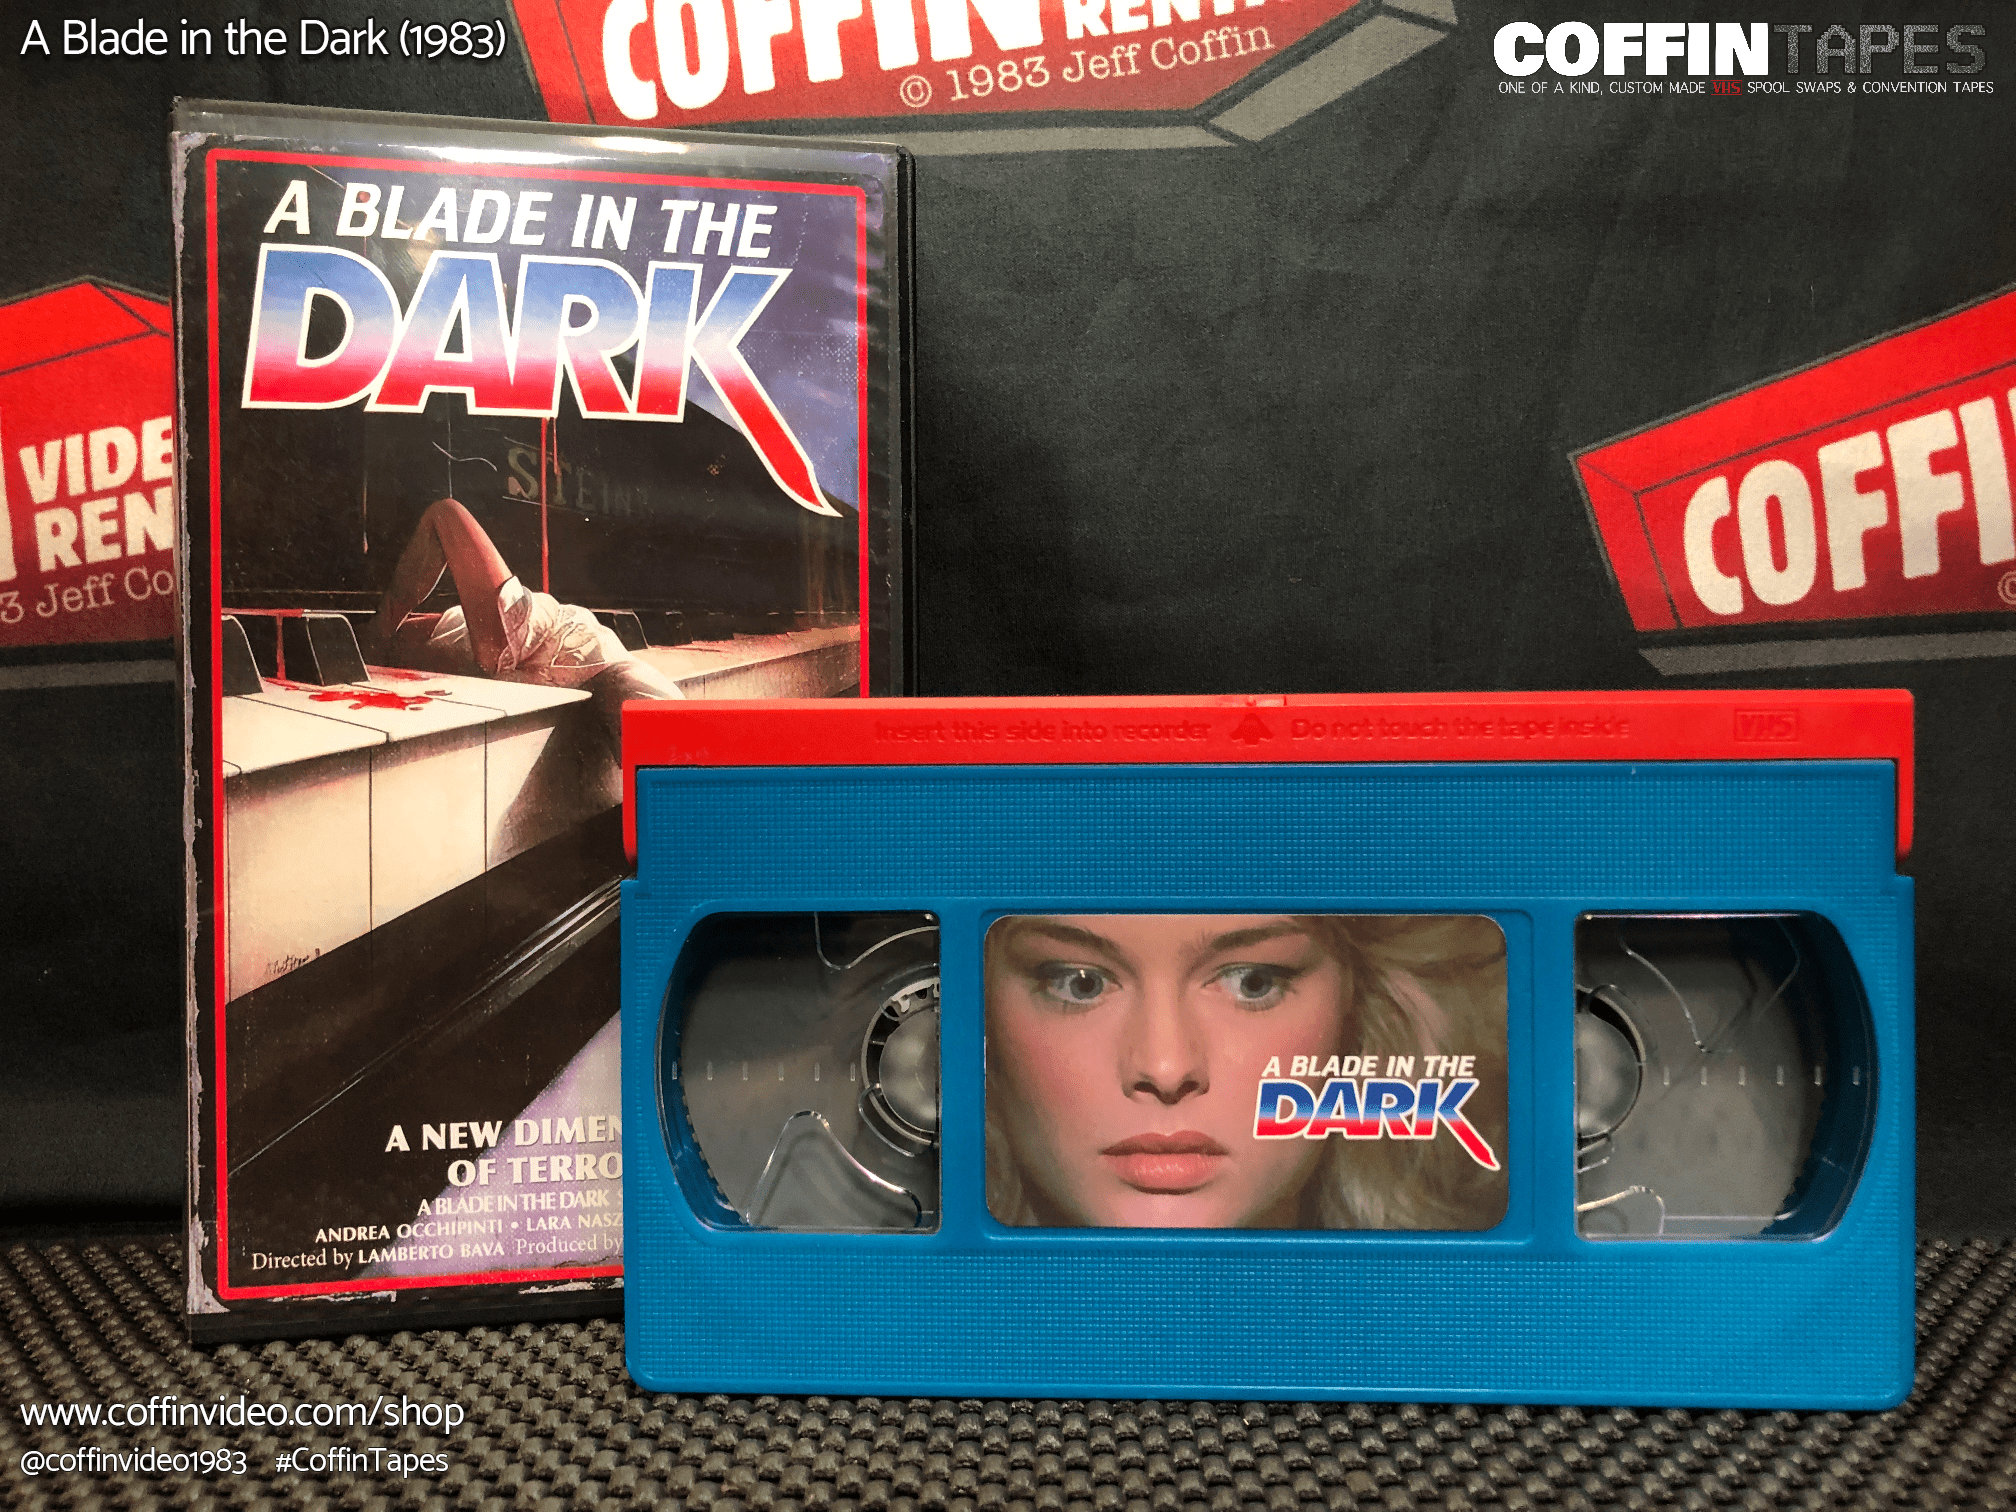 A Blade in the Dark (1983)
COFFINTAPES
ONE OF A KIND, CUSTOM MADE VHS SPOOL SWAPS & CONVENTION TAPES
COFFIN
© 1983 Jeff Coffin
VIDE
REN
3 Jeff Co
COFFI
©
A BLADE IN THE
DARK
STEIN
A NEW DIMEN
OF TERRO
A BLADE IN THE DARK
ANDREA OCCHIPINTI • LARA NASZ
Directed by LAMBERTO BAVA Produced by
Insert this side into recorder Do not touch the tape inside VHS
A BLADE IN THE
DARK
www.coffinvideo.com/shop
@coffinvideo1983 #CoffinTapes